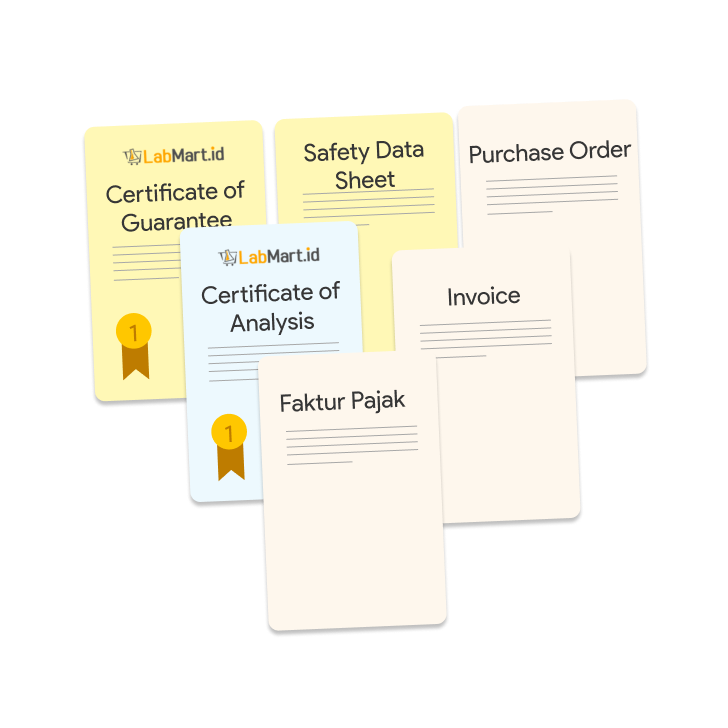 LabMart.id
Certificate of
Guarantee
1
Safety Data
Sheet
Purchase Order
LabMart.id
Certificate of
Analysis
1
Invoice
Faktur Pajak